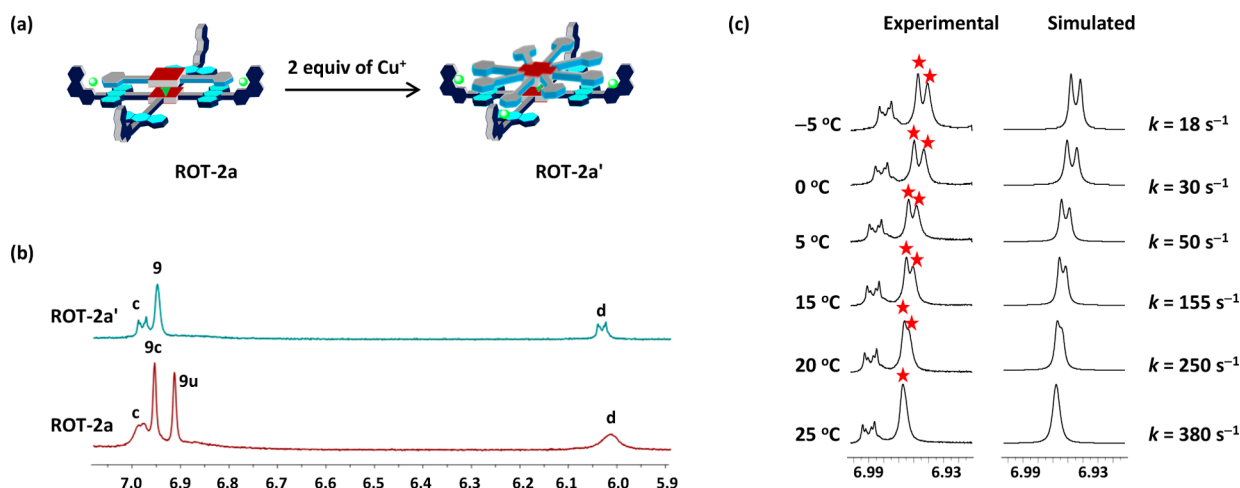 (a)
2 equiv of Cu⁺
ROT-2a
ROT-2a'
(b)
9
c
d
ROT-2a'
9c
9u
c
d
ROT-2a
7.0 6.9 6.8 6.7 6.6 6.5 6.4 6.3 6.2 6.1 6.0 5.9
(c)
Experimental Simulated
−5 °C k = 18 s⁻¹
0 °C k = 30 s⁻¹
5 °C k = 50 s⁻¹
15 °C k = 155 s⁻¹
20 °C k = 250 s⁻¹
25 °C k = 380 s⁻¹
6.99 6.93 6.99 6.93